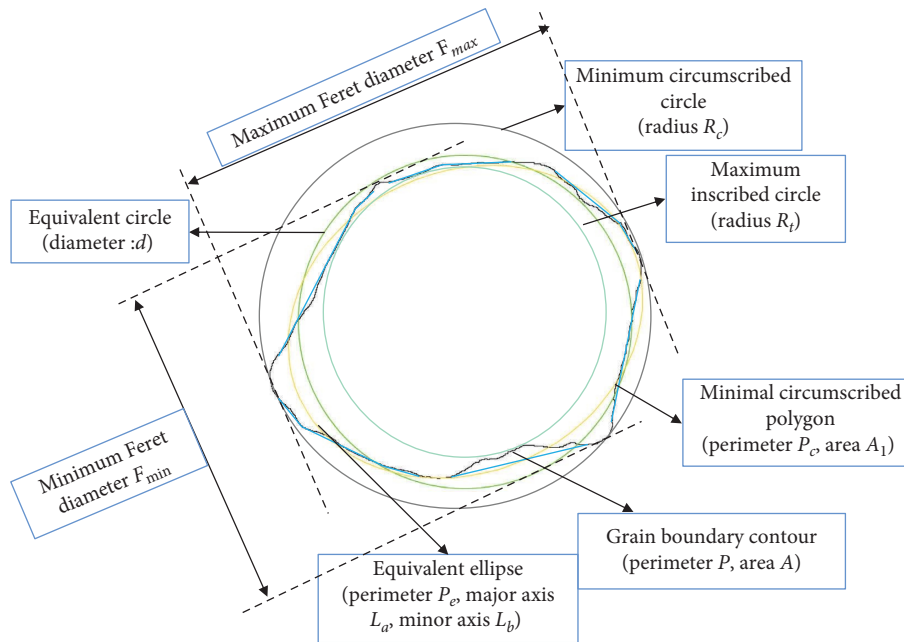 Maximum Feret diameter F_max
Minimum circumscribed
circle
(radius R_c)
Maximum
inscribed circle
(radius R_t)
Equivalent circle
(diameter :d)
Minimal circumscribed
polygon
(perimeter P_c, area A_1)
Minimum Feret
diameter F_min
Grain boundary contour
(perimeter P, area A)
Equivalent ellipse
(perimeter P_e, major axis
L_a, minor axis L_b)